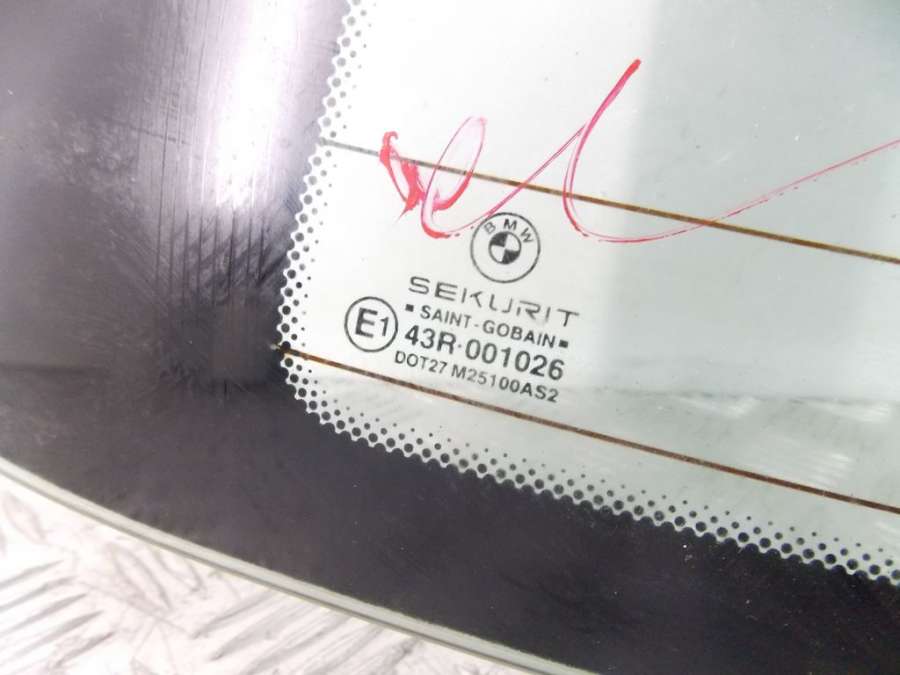 BMW
SEKURIT
▪ SAINT-GOBAIN ▪
E1 43R-001026
DOT27 M25100AS2